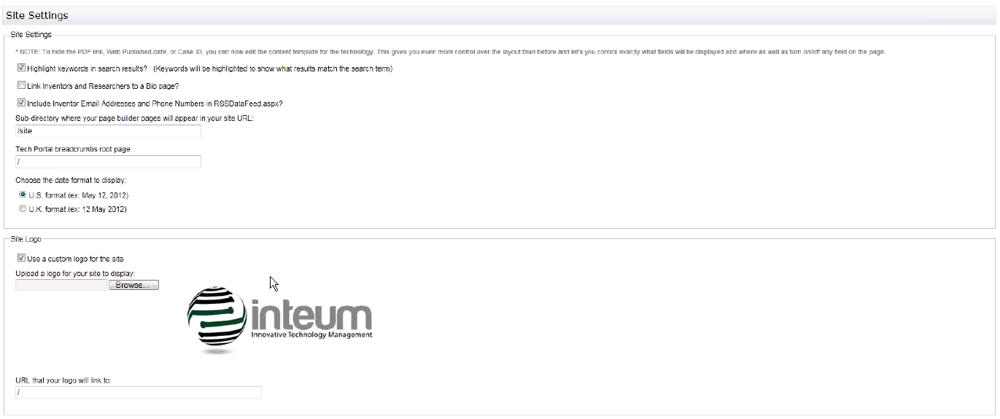 Site Settings
Site Settings
* NOTE: To hide the PDF link, Web Published date, or Case ID, you can now edit the content template for the technology. This gives you even more control over the layout than before and let's you control exactly what fields will be displayed and where as well as turn on/off any field on the page.
Highlight keywords in search results? (Keywords will be highlighted to show what results match the search term)
Link Inventors and Researchers to a Bio page?
Include Inventor Email Addresses and Phone Numbers in RSSDataFeed.aspx?
Sub-directory where your page builder pages will appear in your site URL:
/site
Tech Portal breadcrumbs root page:
/
Choose the date format to display:
U.S. format (ex: May 12, 2012)
U.K. format (ex: 12 May 2012)
Site Logo
Use a custom logo for the site
Upload a logo for your site to display:
Browse...
inteum
Innovative Technology Management
URL that your logo will link to:
/